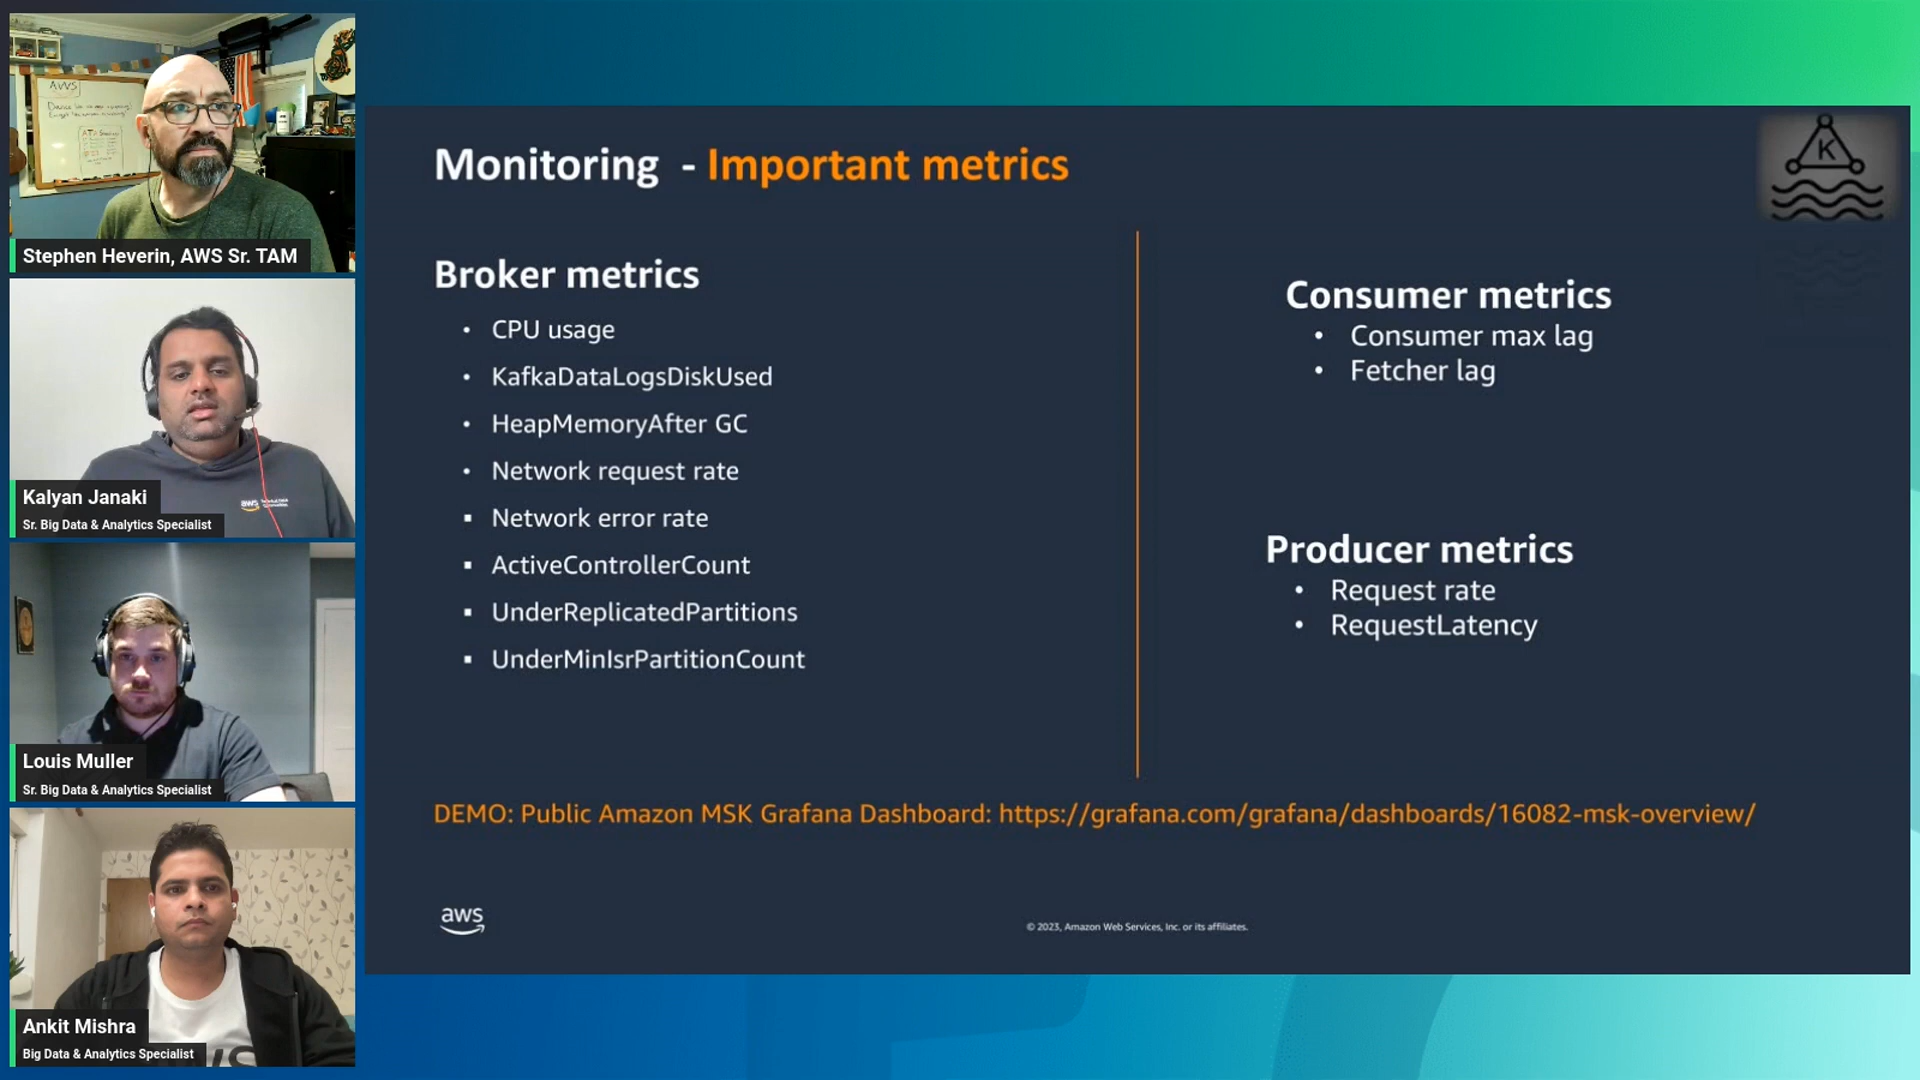 AWS
Stephen Heverin, AWS Sr. TAM
aws
Kalyan Janaki
Sr. Big Data & Analytics Specialist
Louis Muller
Sr. Big Data & Analytics Specialist
Ankit Mishra
Big Data & Analytics Specialist
Monitoring - Important metrics
K
Broker metrics
• CPU usage
• KafkaDataLogsDiskUsed
• HeapMemoryAfter GC
• Network request rate
▪ Network error rate
▪ ActiveControllerCount
▪ UnderReplicatedPartitions
▪ UnderMinIsrPartitionCount
Consumer metrics
• Consumer max lag
• Fetcher lag
Producer metrics
• Request rate
• RequestLatency
DEMO: Public Amazon MSK Grafana Dashboard: https://grafana.com/grafana/dashboards/16082-msk-overview/
aws
© 2023, Amazon Web Services, Inc. or its affiliates.